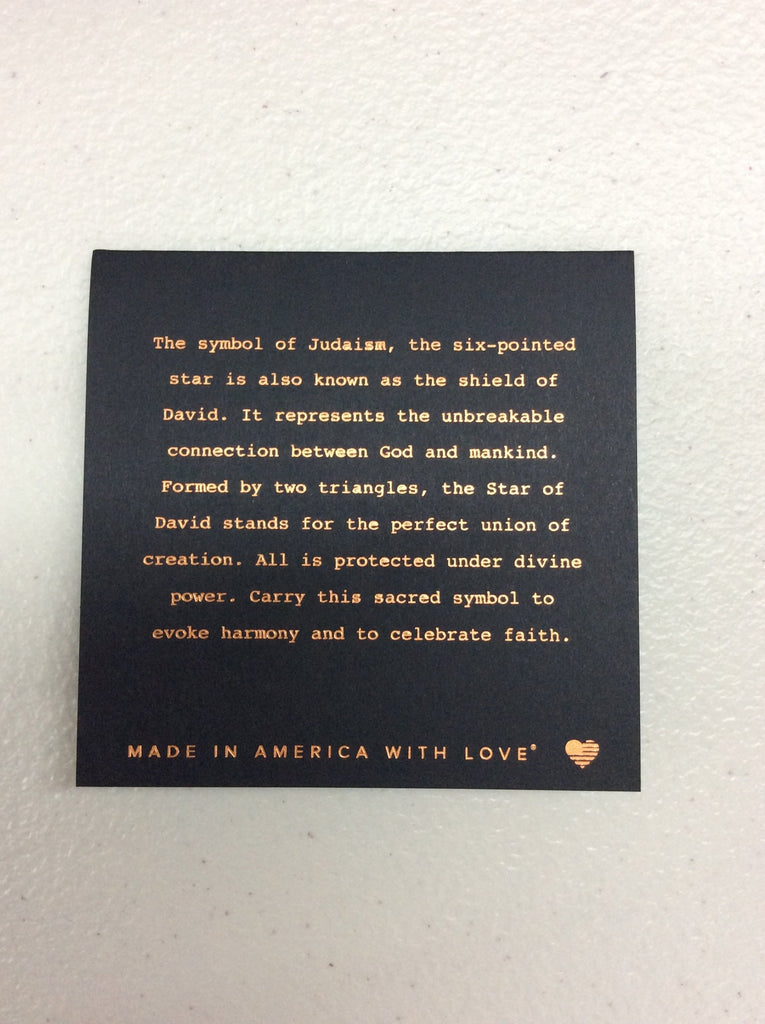 The symbol of Judaism, the six-pointed
star is also known as the shield of
David. It represents the unbreakable
connection between God and mankind.
Formed by two triangles, the Star of
David stands for the perfect union of
creation. All is protected under divine
power. Carry this sacred symbol to
evoke harmony and to celebrate faith.
MADE IN AMERICA WITH LOVE®